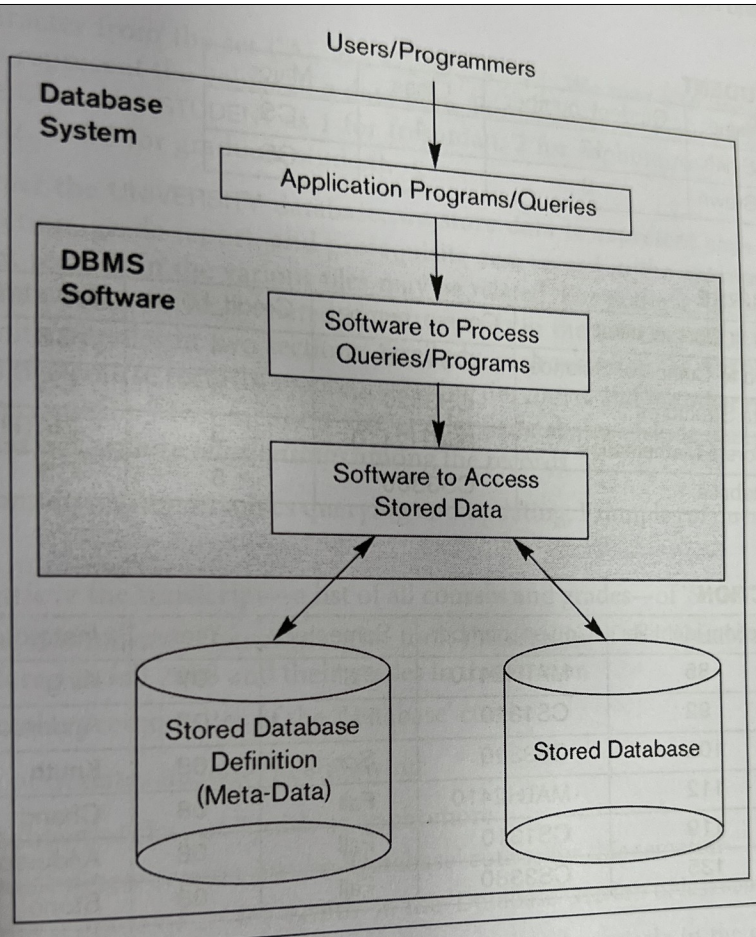 Users/Programmers
Database
System
Application Programs/Queries
DBMS
Software
Software to Process
Queries/Programs
Software to Access
Stored Data
Stored Database
Definition
(Meta-Data)
Stored Database